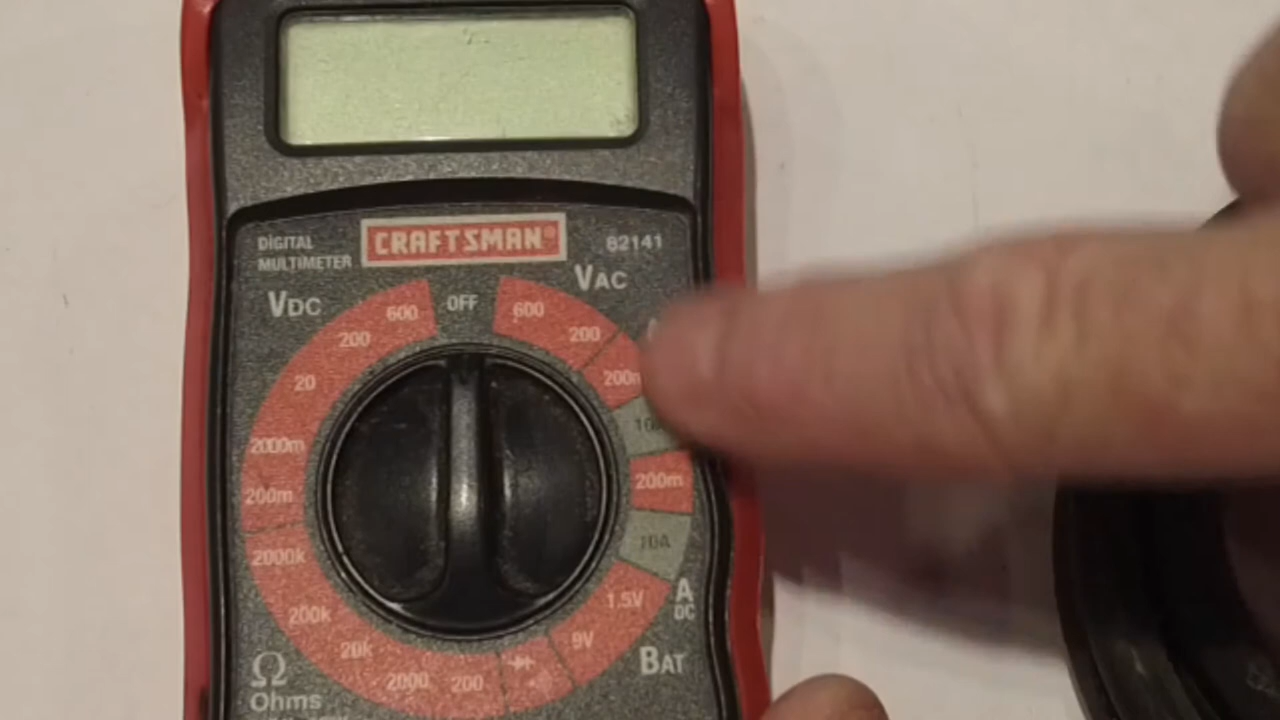 DIGITAL
MULTIMETER
CRAFTSMAN®
82141
VDC
OFF
VAC
600
200
20
2000m
200m
600
200
200m
10A
200m
10A
A
DC
1.5V
9V
BAT
2000k
200k
20k
2000
200
Ω
Ohms